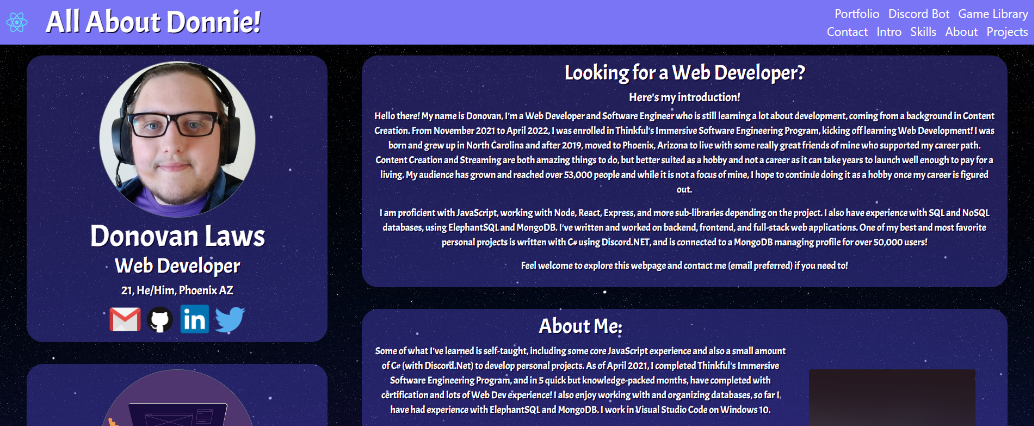 All About Donnie!
Portfolio Discord Bot Game Library
Contact Intro Skills About Projects
Donovan Laws
Web Developer
21, He/Him, Phoenix AZ
Looking for a Web Developer?
Here's my introduction!
Hello there! My name is Donovan, I'm a Web Developer and Software Engineer who is still learning a lot about development, coming from a background in Content
Creation. From November 2021 to April 2022, I was enrolled in Thinkful's Immersive Software Engineering Program, kicking off learning Web Development! I was
born and grew up in North Carolina and after 2019, moved to Phoenix, Arizona to live with some really great friends of mine who supported my career path.
Content Creation and Streaming are both amazing things to do, but better suited as a hobby and not a career as it can take years to launch well enough to pay for a
living. My audience has grown and reached over 53,000 people and while it is not a focus of mine, I hope to continue doing it as a hobby once my career is figured
out.
I am proficient with JavaScript, working with Node, React, Express, and more sub-libraries depending on the project. I also have experience with SQL and NoSQL
databases, using ElephantSQL and MongoDB. I've written and worked on backend, frontend, and full-stack web applications. One of my best and most favorite
personal projects is written with C# using Discord.NET, and is connected to a MongoDB managing profile for over 50,000 users!
Feel welcome to explore this webpage and contact me (email preferred) if you need to!
About Me:
Some of what I've learned is self-taught, including some core JavaScript experience and also a small amount
of C# (with Discord.Net) to develop personal projects. As of April 2021, I completed Thinkful's Immersive
Software Engineering Program, and in 5 quick but knowledge-packed months, have completed with
certification and lots of Web Dev experience! I also enjoy working with and organizing databases, so far I
have had experience with ElephantSQL and MongoDB. I work in Visual Studio Code on Windows 10.